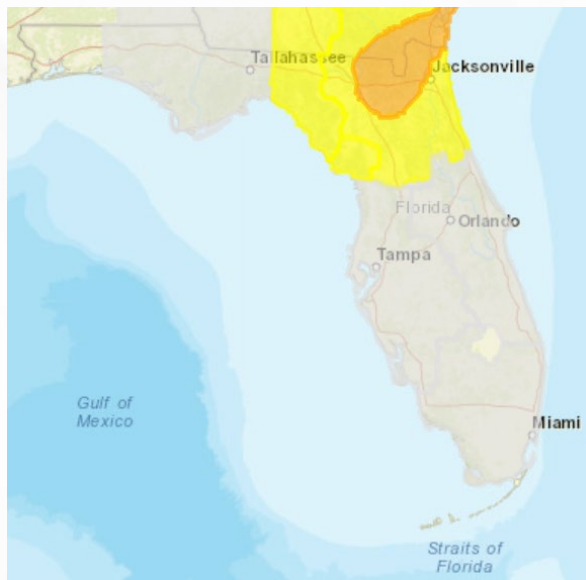 Tallahassee
Jacksonville
Florida
Orlando
Tampa
Gulf of
Mexico
Miami
Straits of
Florida